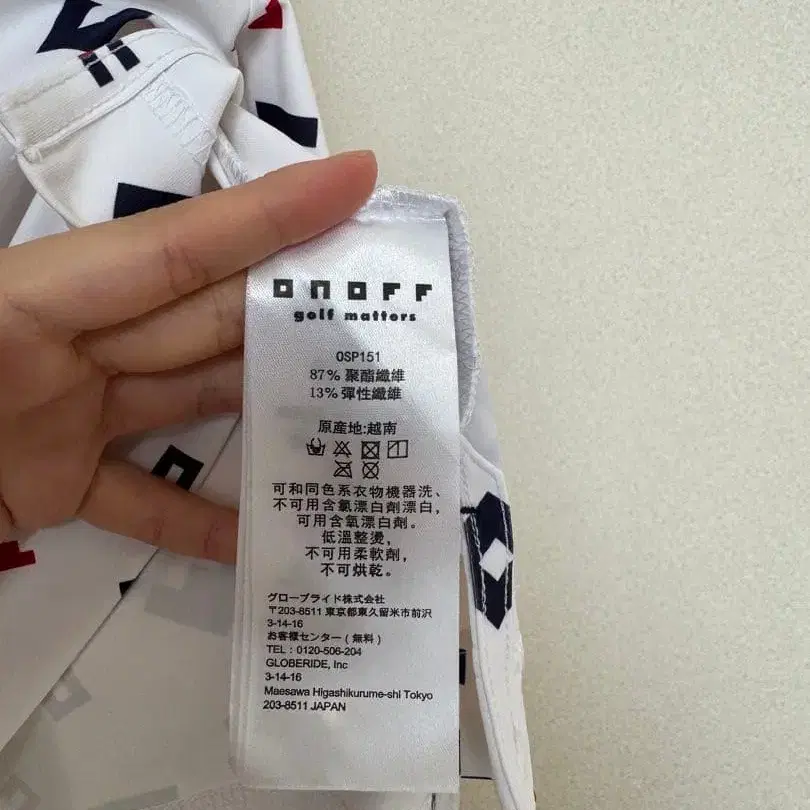 ONOFF
golf matters
OSP151
87% 聚酯纖維
13% 彈性纖維
原産地:越南
可和同色系衣物機器洗、
不可用含氯漂白劑漂白,
可用含氧漂白劑。
低溫整燙,
不可用柔軟劑,
不可烘乾。
グローブライド株式会社
〒203-8511 東京都東久留米市前沢
3-14-16
お客様センター(無料)
TEL : 0120-506-204
GLOBERIDE, Inc
3-14-16
Maesawa Higashikurume-shi Tokyo
203-8511 JAPAN